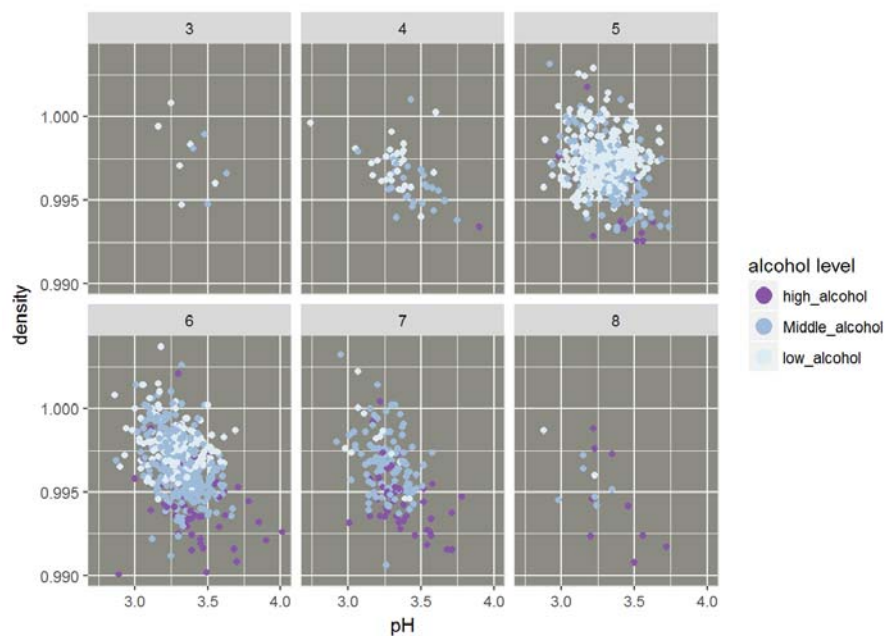 3 4 5
1.000
0.995
0.990
density
alcohol level
high_alcohol
Middle_alcohol
low_alcohol
6 7 8
1.000
0.995
0.990
3.0 3.5 4.0 3.0 3.5 4.0 3.0 3.5 4.0
pH